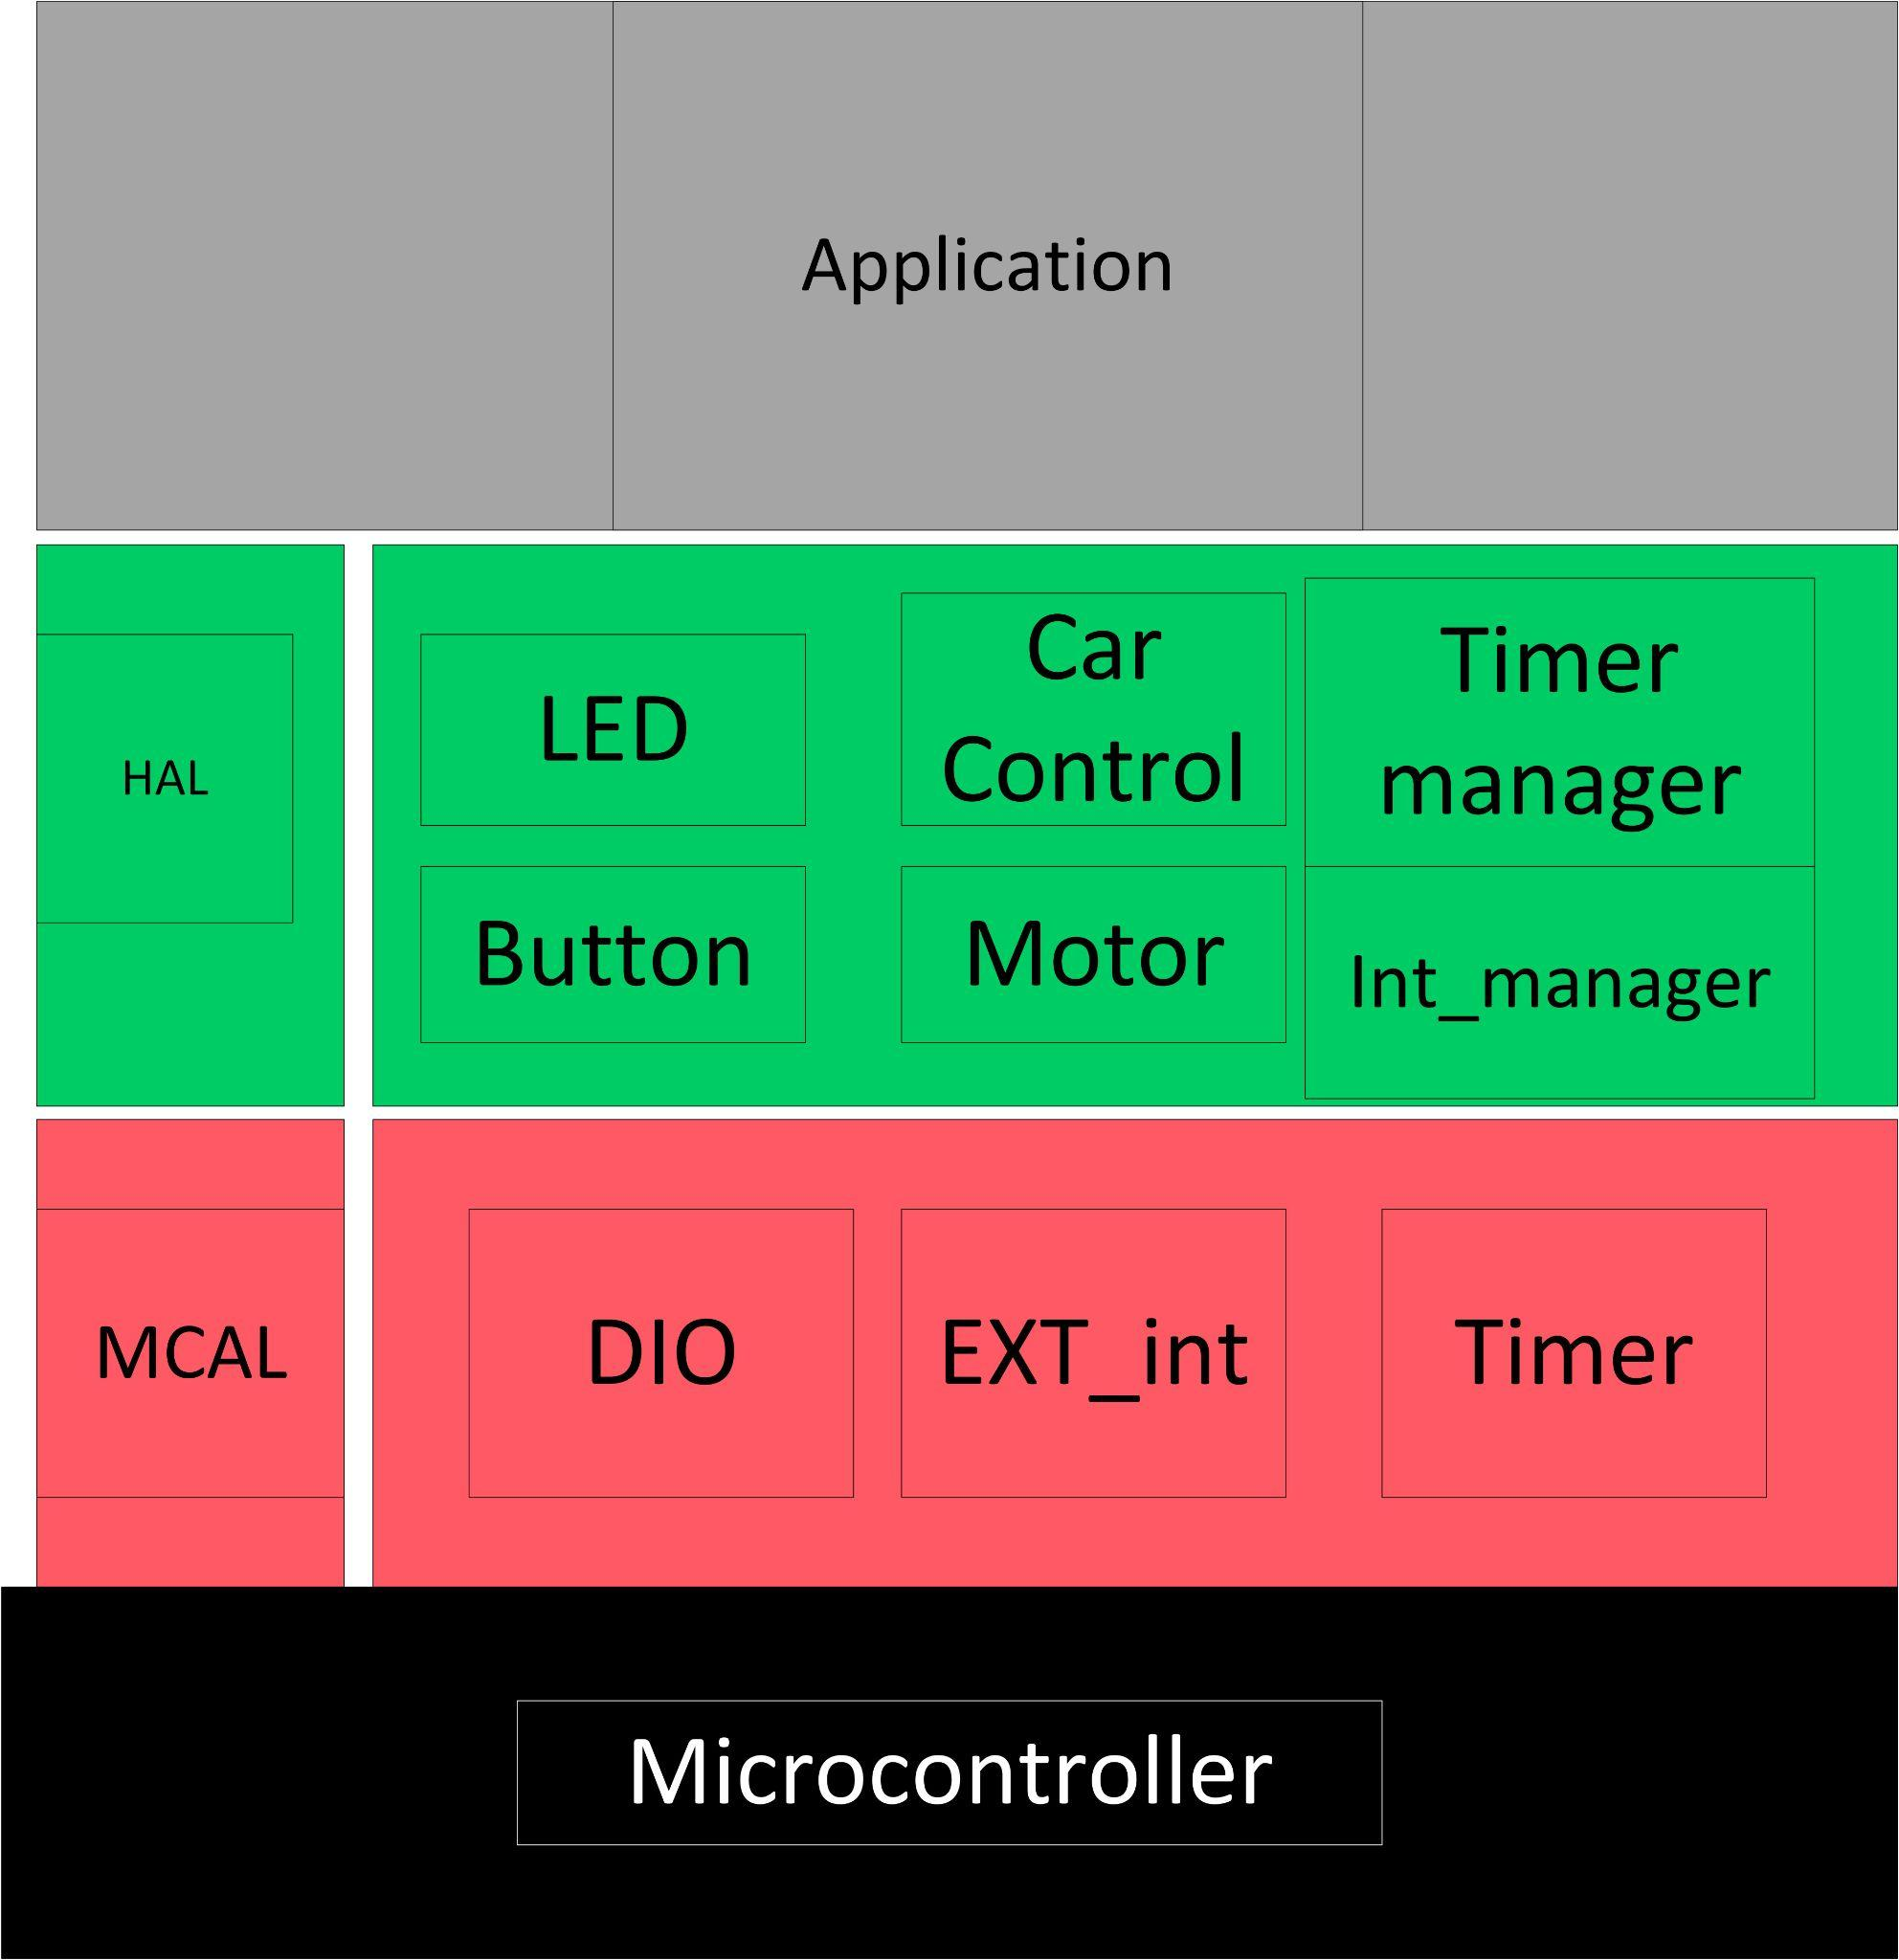 Application
HAL
LED
Car
Control
Timer
manager
Button
Motor
Int_manager
MCAL
DIO
EXT_int
Timer
Microcontroller